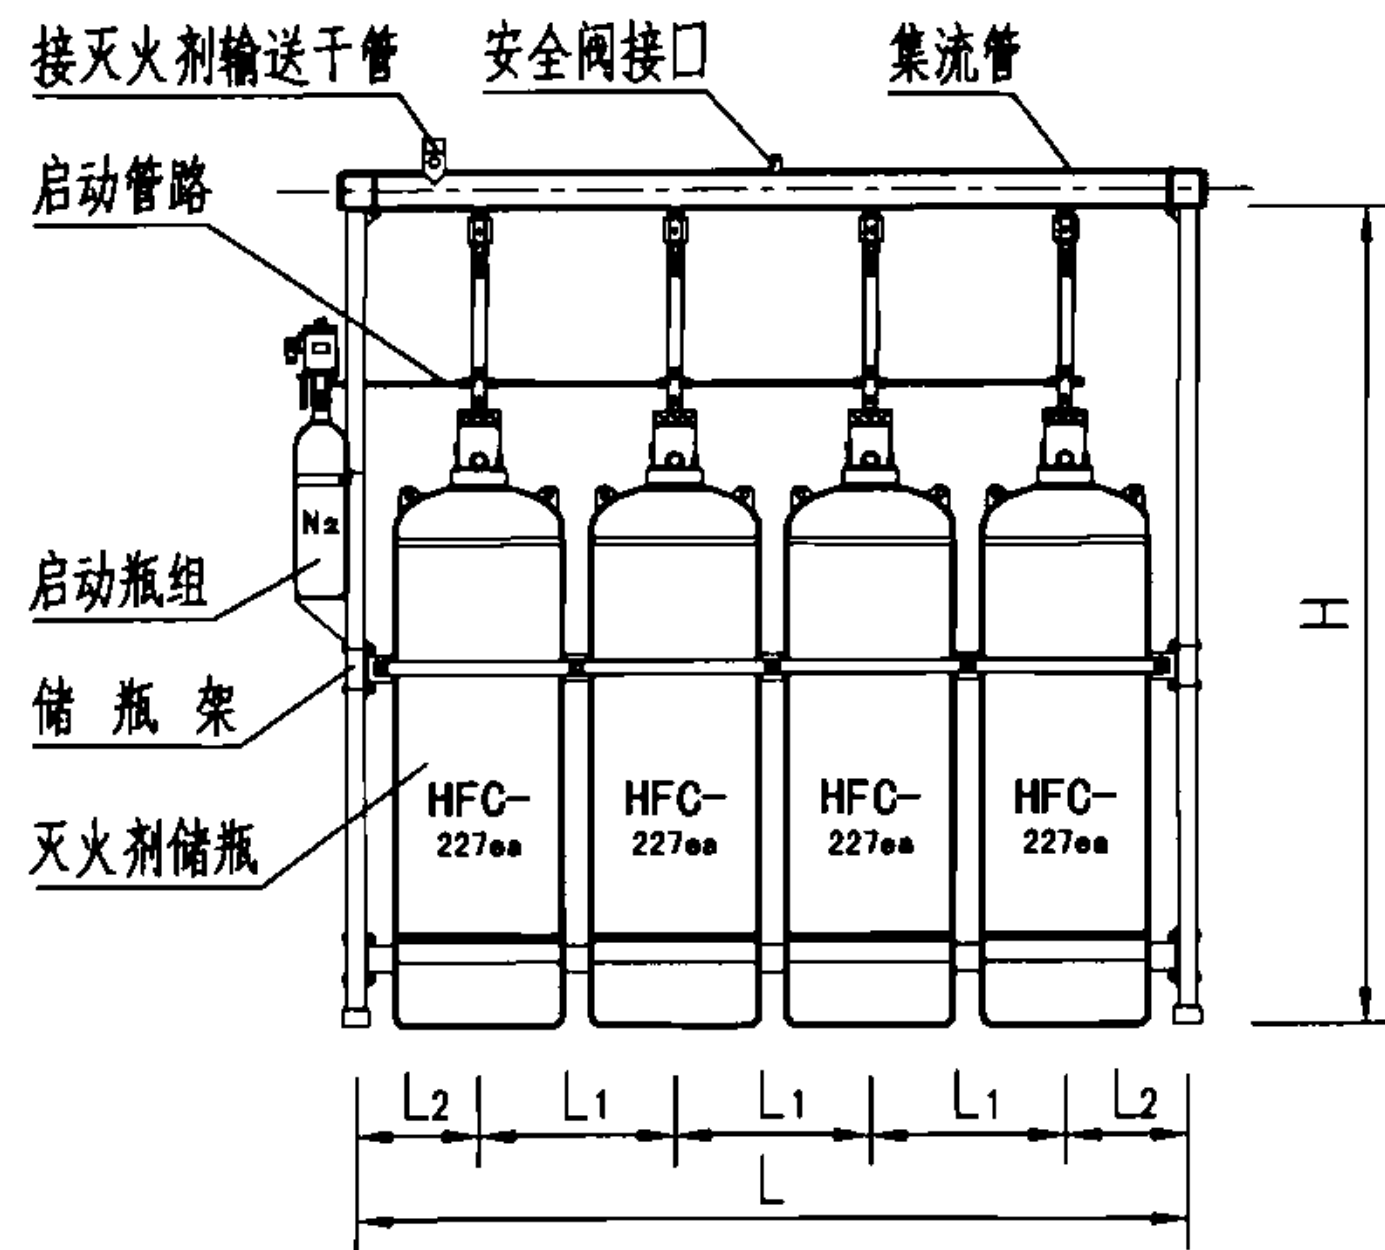 接灭火剂输送干管
安全阀接口
集流管
启动管路
N2
启动瓶组
H
储瓶架
HFC-
227ea
HFC-
227ea
HFC-
227ea
HFC-
227ea
灭火剂储瓶
L2
L1
L1
L1
L2
L